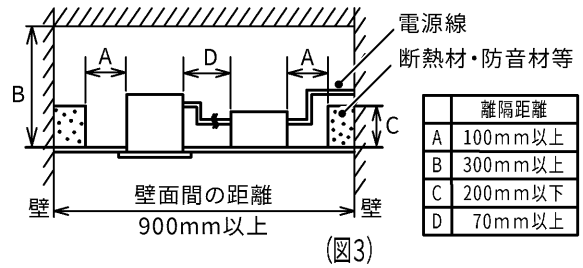 電源線
断熱材・防音材等
A
D
A
B
C
離隔距離
A 100mm以上
B 300mm以上
C 200mm以下
D 70mm以上
壁面間の距離
壁
壁
900mm以上
(図3)